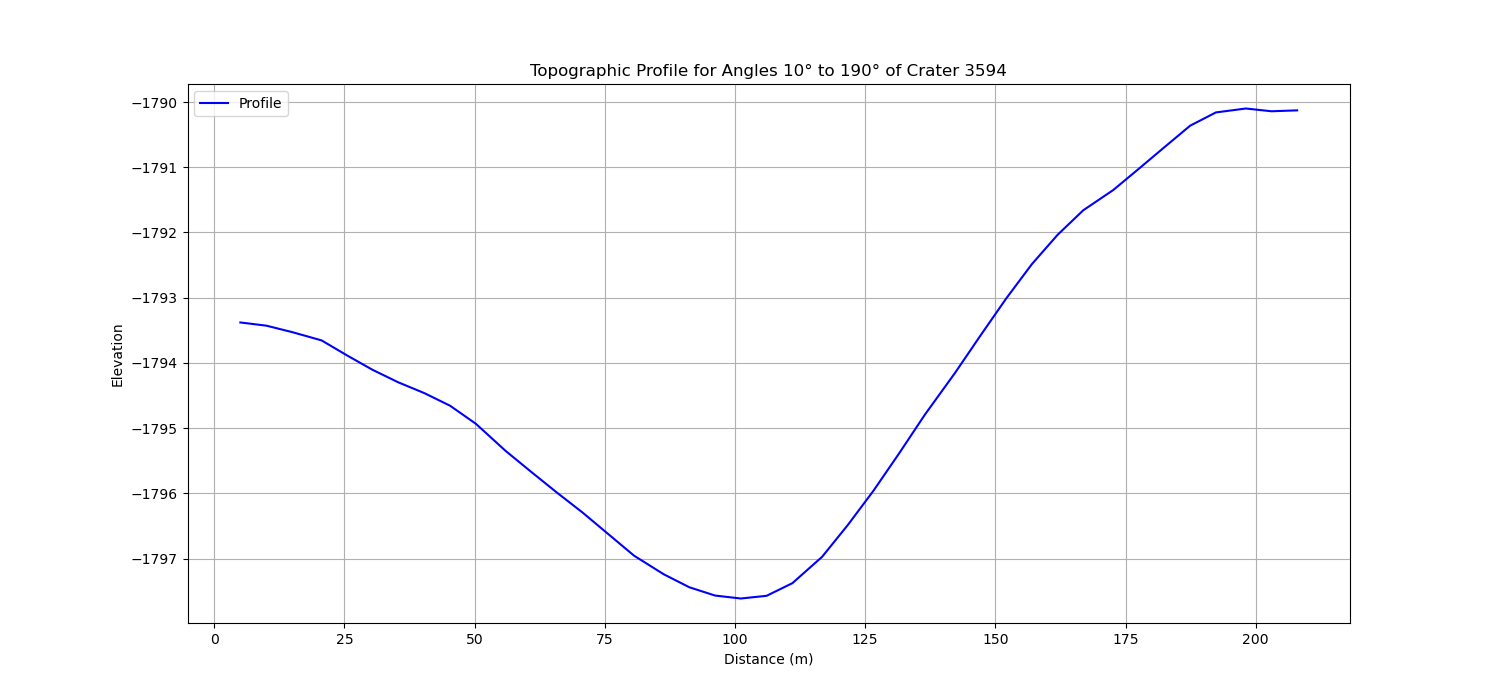 Topographic Profile for Angles 10° to 190° of Crater 3594
Profile
−1790
−1791
−1792
−1793
−1794
−1795
−1796
−1797
Elevation
0 25 50 75 100 125 150 175 200
Distance (m)